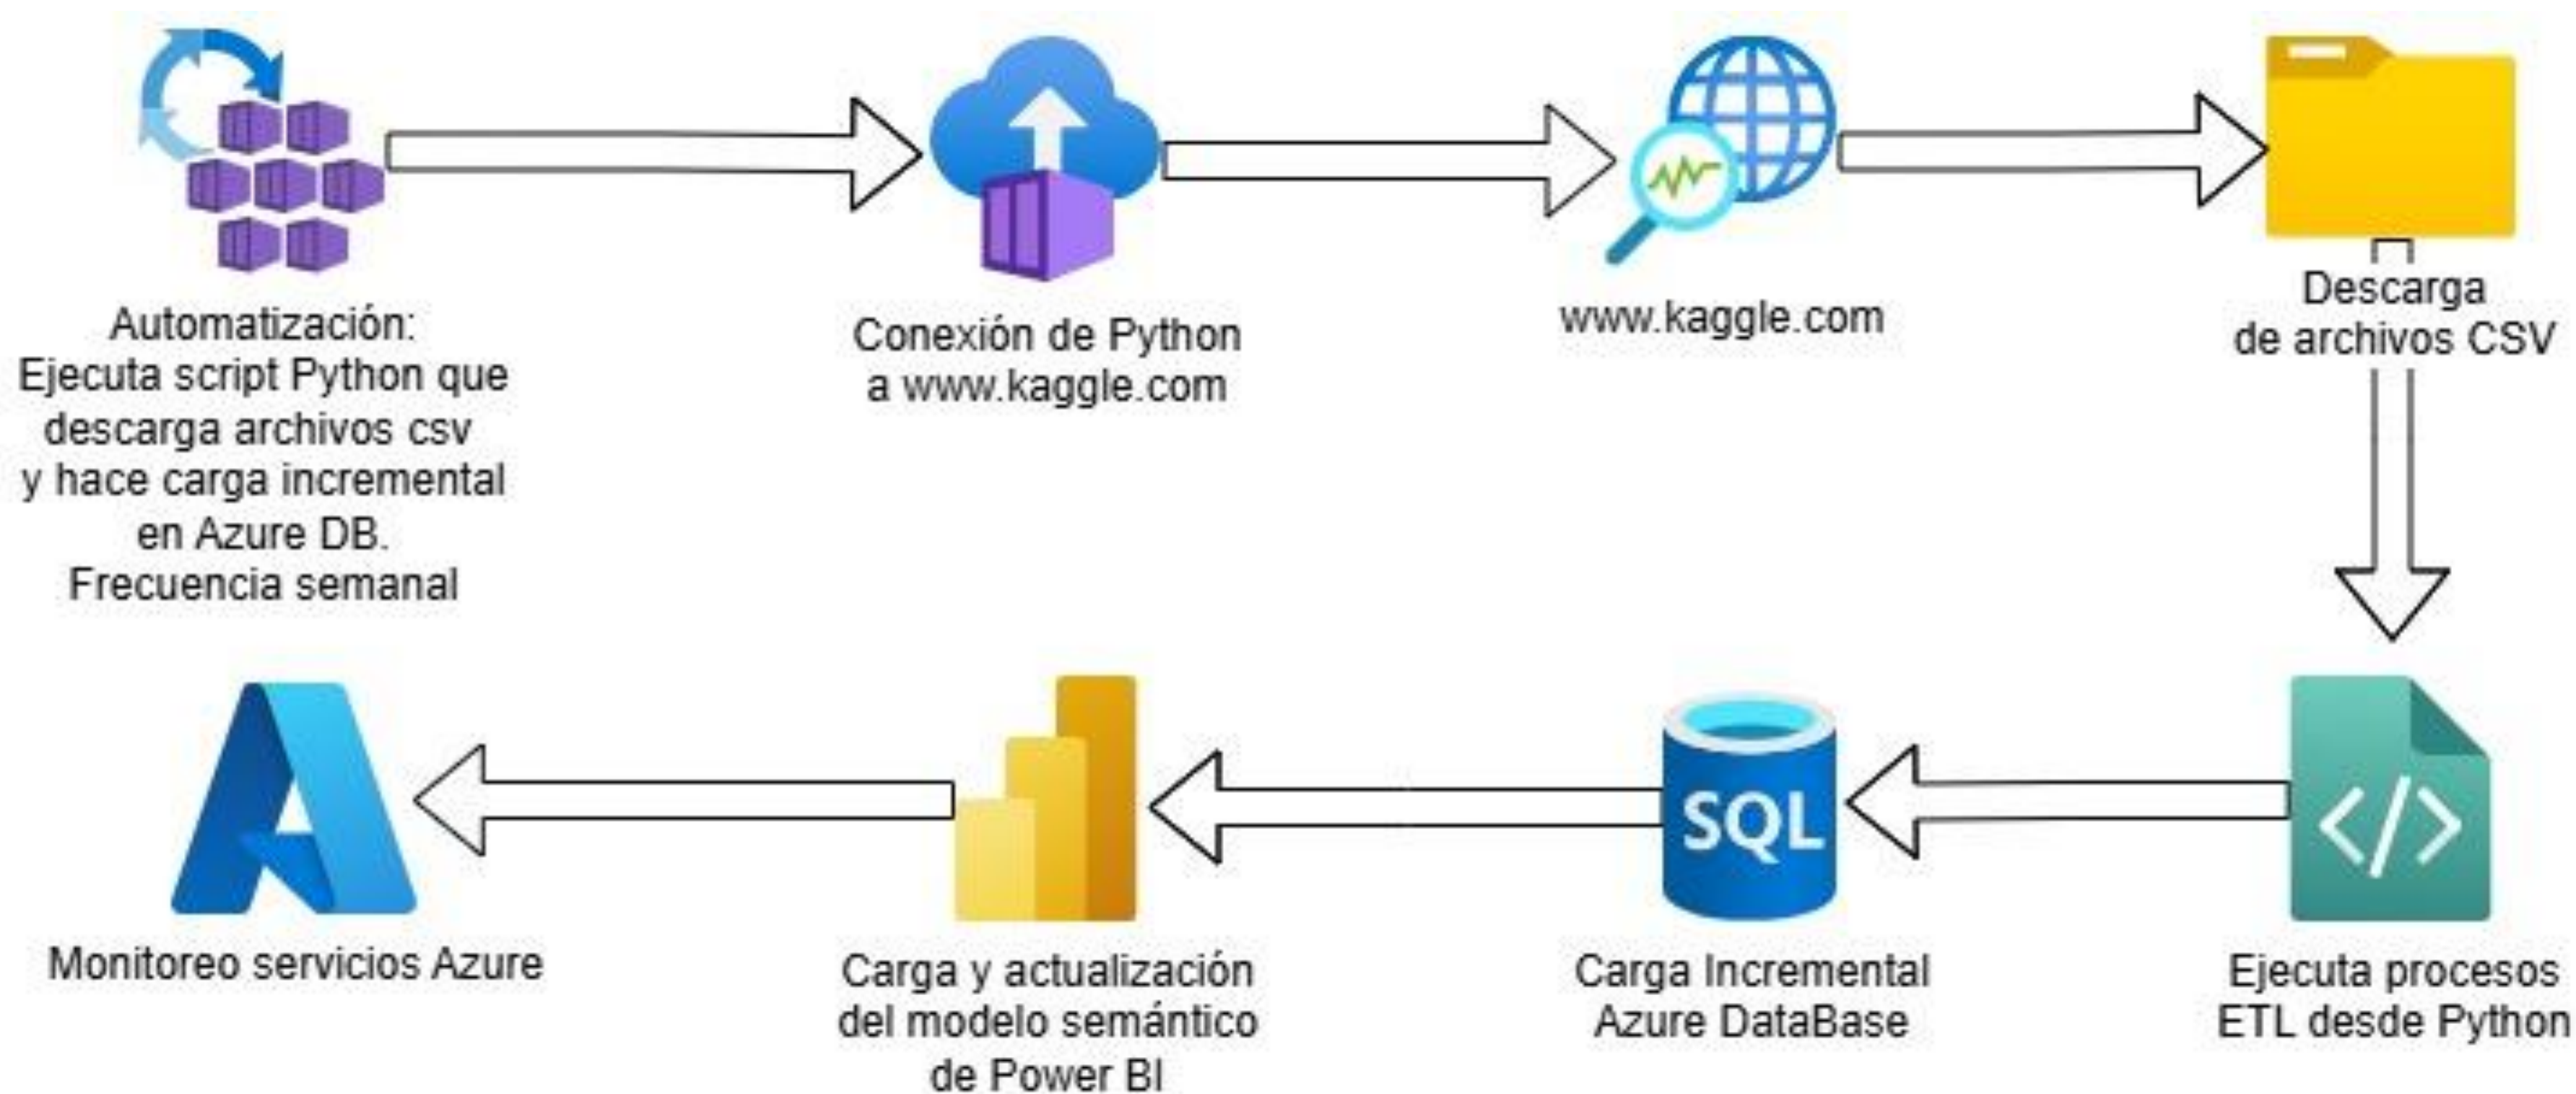 Automatización:
Ejecuta script Python que
descarga archivos csv
y hace carga incremental
en Azure DB.
Frecuencia semanal
Conexión de Python
a www.kaggle.com
www.kaggle.com
Descarga
de archivos CSV
Monitoreo servicios Azure
Carga y actualización
del modelo semántico
de Power BI
SQL
Carga Incremental
Azure DataBase
Ejecuta procesos
ETL desde Python